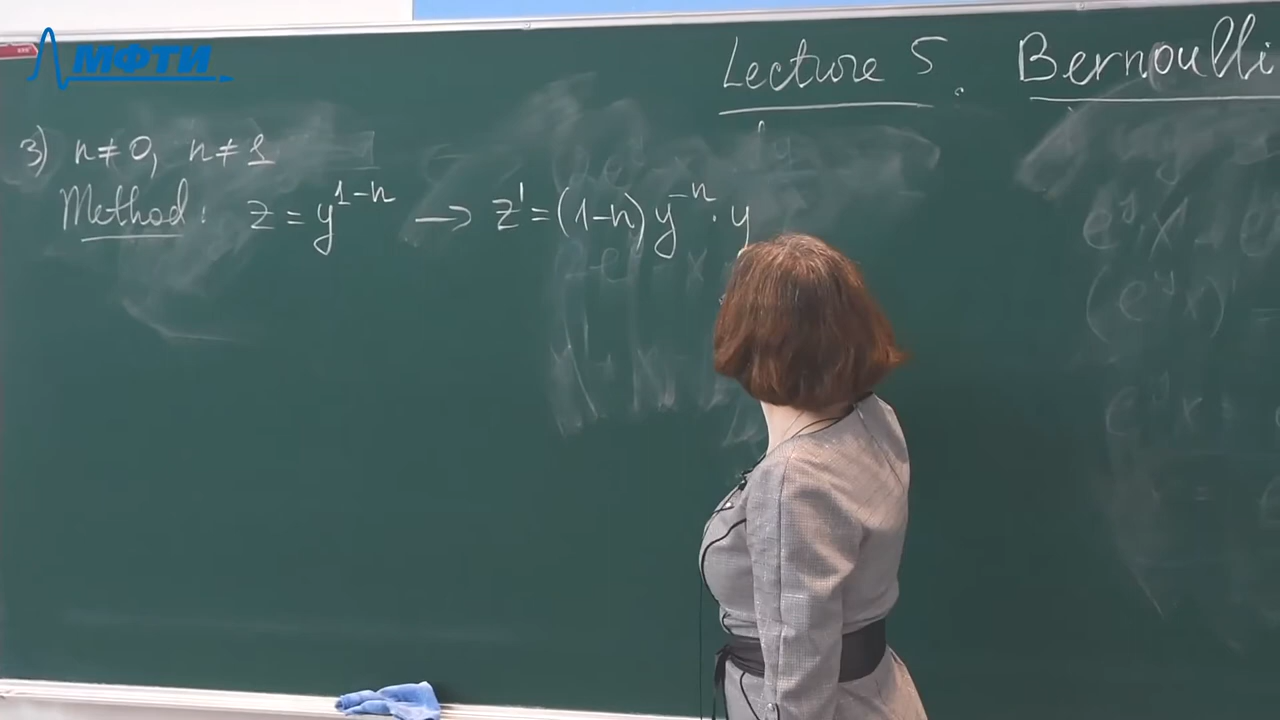 МФТИ
Lecture 5. Bernoulli
3) n≠0, n≠1
Method: z = y^{1-n} → z' = (1-n) y^{-n} · y
e^y x
(e^y x)'
e^y x =